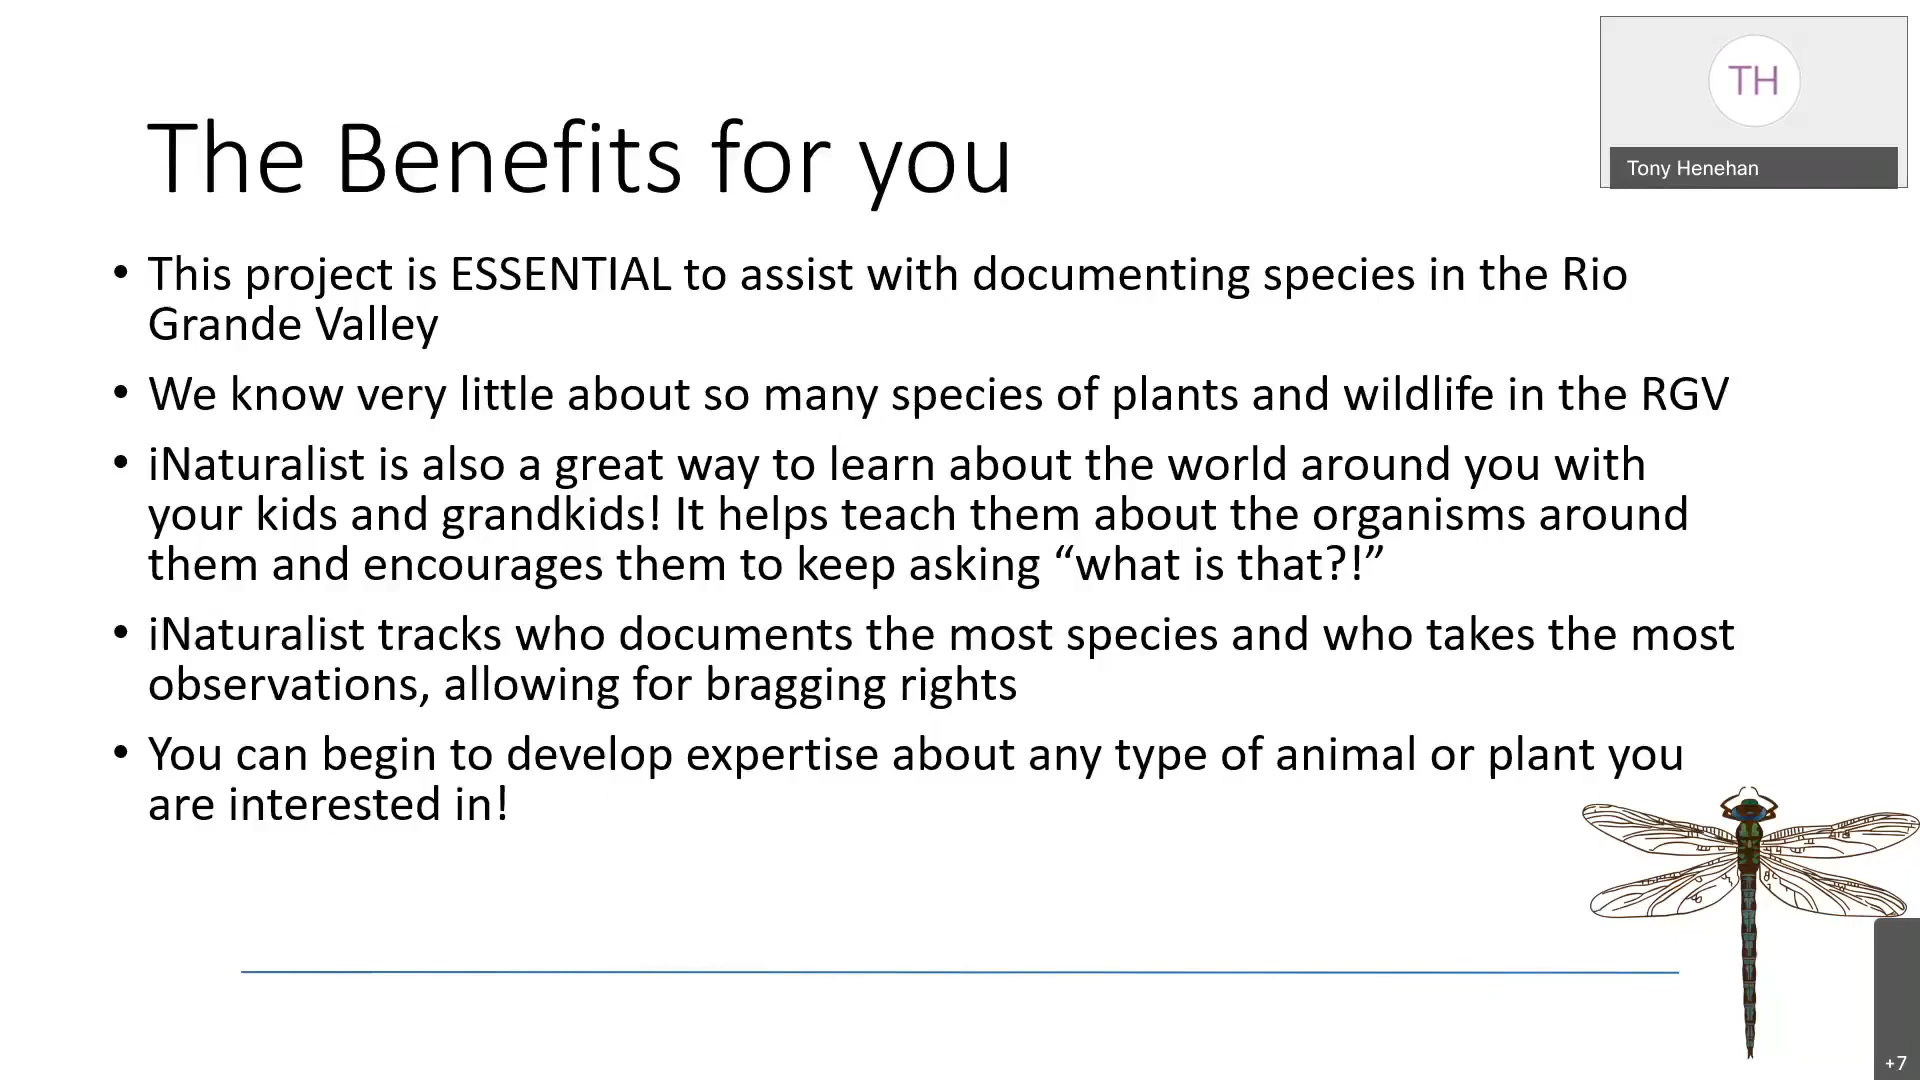 TH
Tony Henehan
The Benefits for you
• This project is ESSENTIAL to assist with documenting species in the Rio
Grande Valley
• We know very little about so many species of plants and wildlife in the RGV
• iNaturalist is also a great way to learn about the world around you with
your kids and grandkids! It helps teach them about the organisms around
them and encourages them to keep asking “what is that?!”
• iNaturalist tracks who documents the most species and who takes the most
observations, allowing for bragging rights
• You can begin to develop expertise about any type of animal or plant you
are interested in!
+7